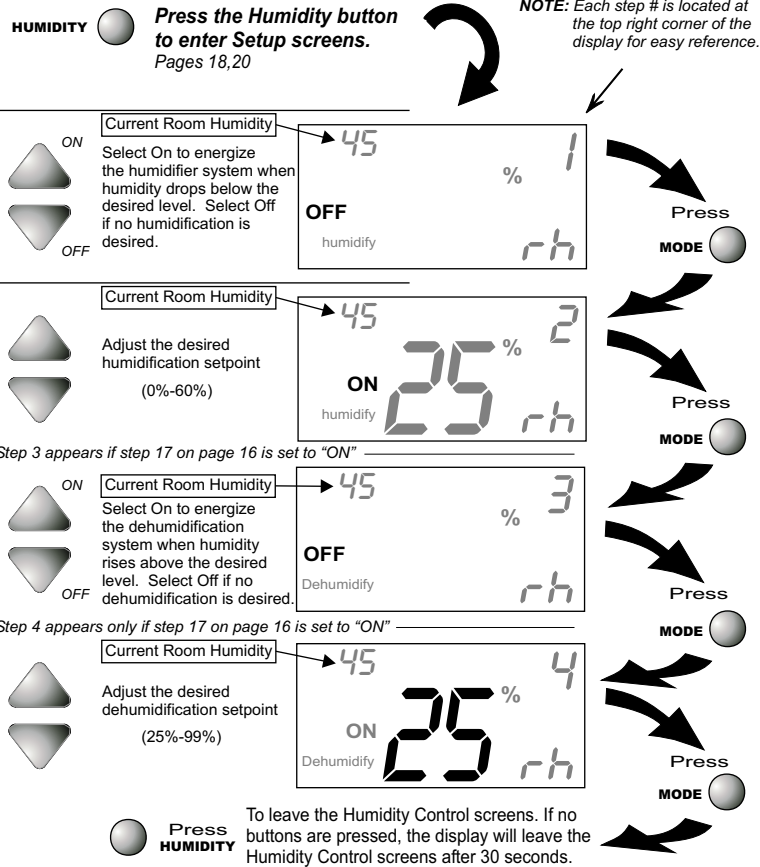 HUMIDITY
Press the Humidity button
to enter Setup screens.
Pages 18,20
NOTE: Each step # is located at
the top right corner of the
display for easy reference.
ON
OFF
Current Room Humidity
Select On to energize
the humidifier system when
humidity drops below the
desired level. Select Off
if no humidification is
desired.
45
1
%
OFF
humidify
rh
Press
MODE
Current Room Humidity
Adjust the desired
humidification setpoint
(0%-60%)
45
2
%
25
ON
humidify
rh
Press
MODE
Step 3 appears if step 17 on page 16 is set to “ON”
ON
OFF
Current Room Humidity
Select On to energize
the dehumidification
system when humidity
rises above the desired
level. Select Off if no
dehumidification is desired.
45
3
%
OFF
Dehumidify
rh
Press
MODE
Step 4 appears only if step 17 on page 16 is set to “ON”
Current Room Humidity
Adjust the desired
dehumidification setpoint
(25%-99%)
45
4
%
25
ON
Dehumidify
rh
Press
MODE
Press
HUMIDITY
To leave the Humidity Control screens. If no
buttons are pressed, the display will leave the
Humidity Control screens after 30 seconds.